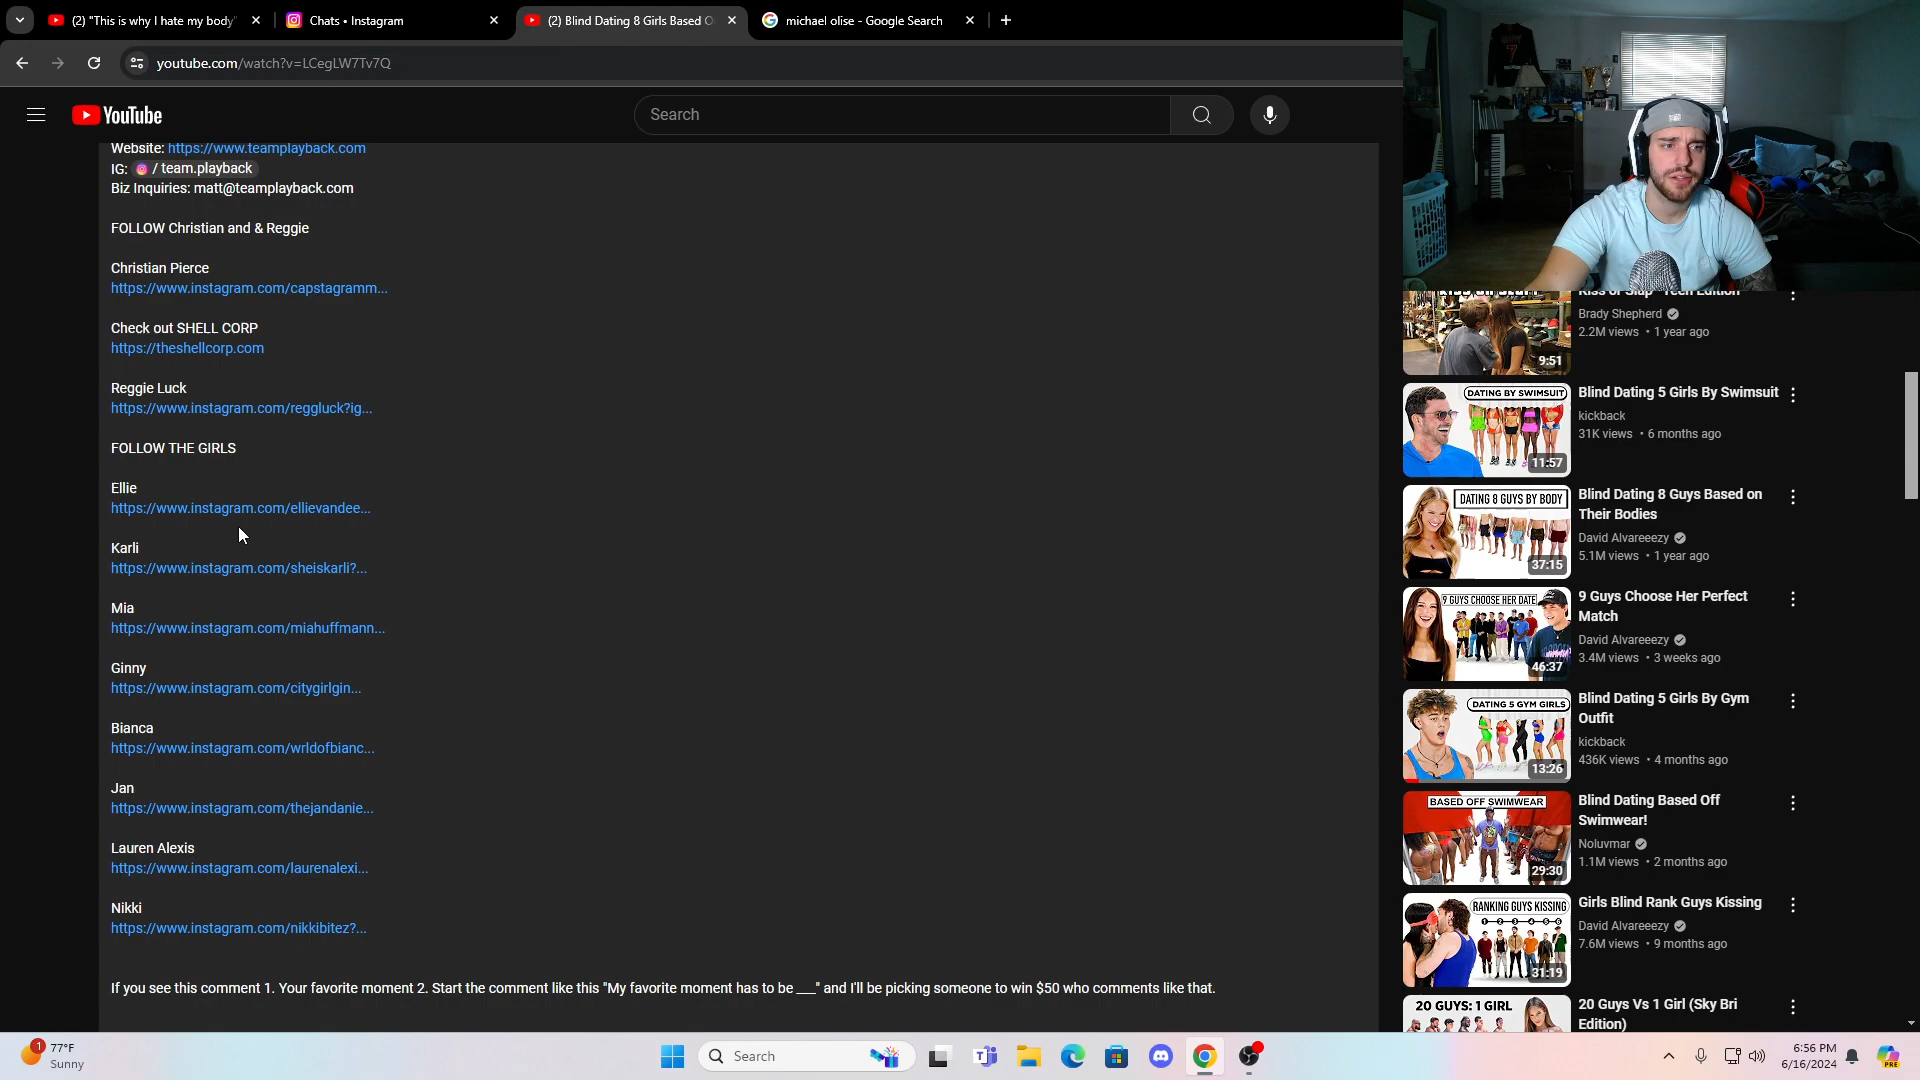 (2) "This is why I hate my body"
Chats • Instagram
(2) Blind Dating 8 Girls Based O
michael olise - Google Search
youtube.com/watch?v=LCegLW7Tv7Q
YouTube
Search
Website: https://www.teamplayback.com
IG: / team.playback
Biz Inquiries: matt@teamplayback.com
FOLLOW Christian and & Reggie
Christian Pierce
https://www.instagram.com/capstagramm...
Check out SHELL CORP
https://theshellcorp.com
Reggie Luck
https://www.instagram.com/reggluck?ig...
FOLLOW THE GIRLS
Ellie
https://www.instagram.com/ellievandee...
Karli
https://www.instagram.com/sheiskarli?...
Mia
https://www.instagram.com/miahuffmann...
Ginny
https://www.instagram.com/citygirlgin...
Bianca
https://www.instagram.com/wrldofbianc...
Jan
https://www.instagram.com/thejandanie...
Lauren Alexis
https://www.instagram.com/laurenalexi...
Nikki
https://www.instagram.com/nikkibitez?...
If you see this comment 1. Your favorite moment 2. Start the comment like this "My favorite moment has to be ___" and I'll be picking someone to win $50 who comments like that.
Kiss or Slap - Teen Edition
Brady Shepherd
2.2M views • 1 year ago
9:51
DATING BY SWIMSUIT
11:57
Blind Dating 5 Girls By Swimsuit
kickback
31K views • 6 months ago
DATING 8 GUYS BY BODY
37:15
Blind Dating 8 Guys Based on
Their Bodies
David Alvareeezy
5.1M views • 1 year ago
9 GUYS CHOOSE HER DATE
46:37
9 Guys Choose Her Perfect
Match
David Alvareeezy
3.4M views • 3 weeks ago
DATING 5 GYM GIRLS
13:26
Blind Dating 5 Girls By Gym
Outfit
kickback
436K views • 4 months ago
BASED OFF SWIMWEAR
29:30
Blind Dating Based Off
Swimwear!
Noluvmar
1.1M views • 2 months ago
RANKING GUYS KISSING
1 2 3 4 5 6
31:19
Girls Blind Rank Guys Kissing
David Alvareeezy
7.6M views • 9 months ago
20 GUYS: 1 GIRL
20 Guys Vs 1 Girl (Sky Bri
Edition)
1
77°F
Sunny
Search
6:56 PM
6/16/2024
PRE